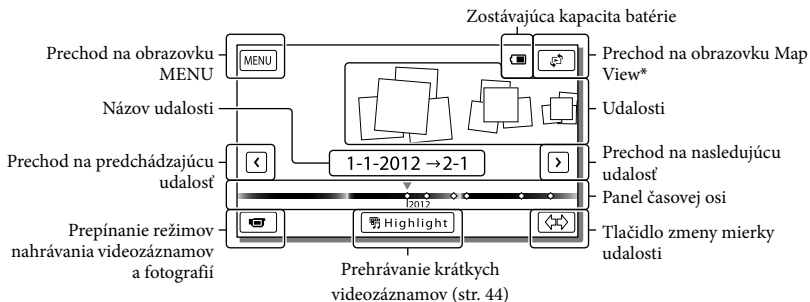 Zostávajúca kapacita batérie
Prechod na obrazovku
MENU
MENU
Prechod na obrazovku Map
View*
Názov udalosti
Udalosti
Prechod na predchádzajúcu
udalosť
1-1-2012 →2-1
Prechod na nasledujúcu
udalosť
2012
Panel časovej osi
Prepínanie režimov
nahrávania videozáznamov
a fotografií
Highlight
Tlačidlo zmeny mierky
udalosti
Prehrávanie krátkych
videozáznamov (str. 44)